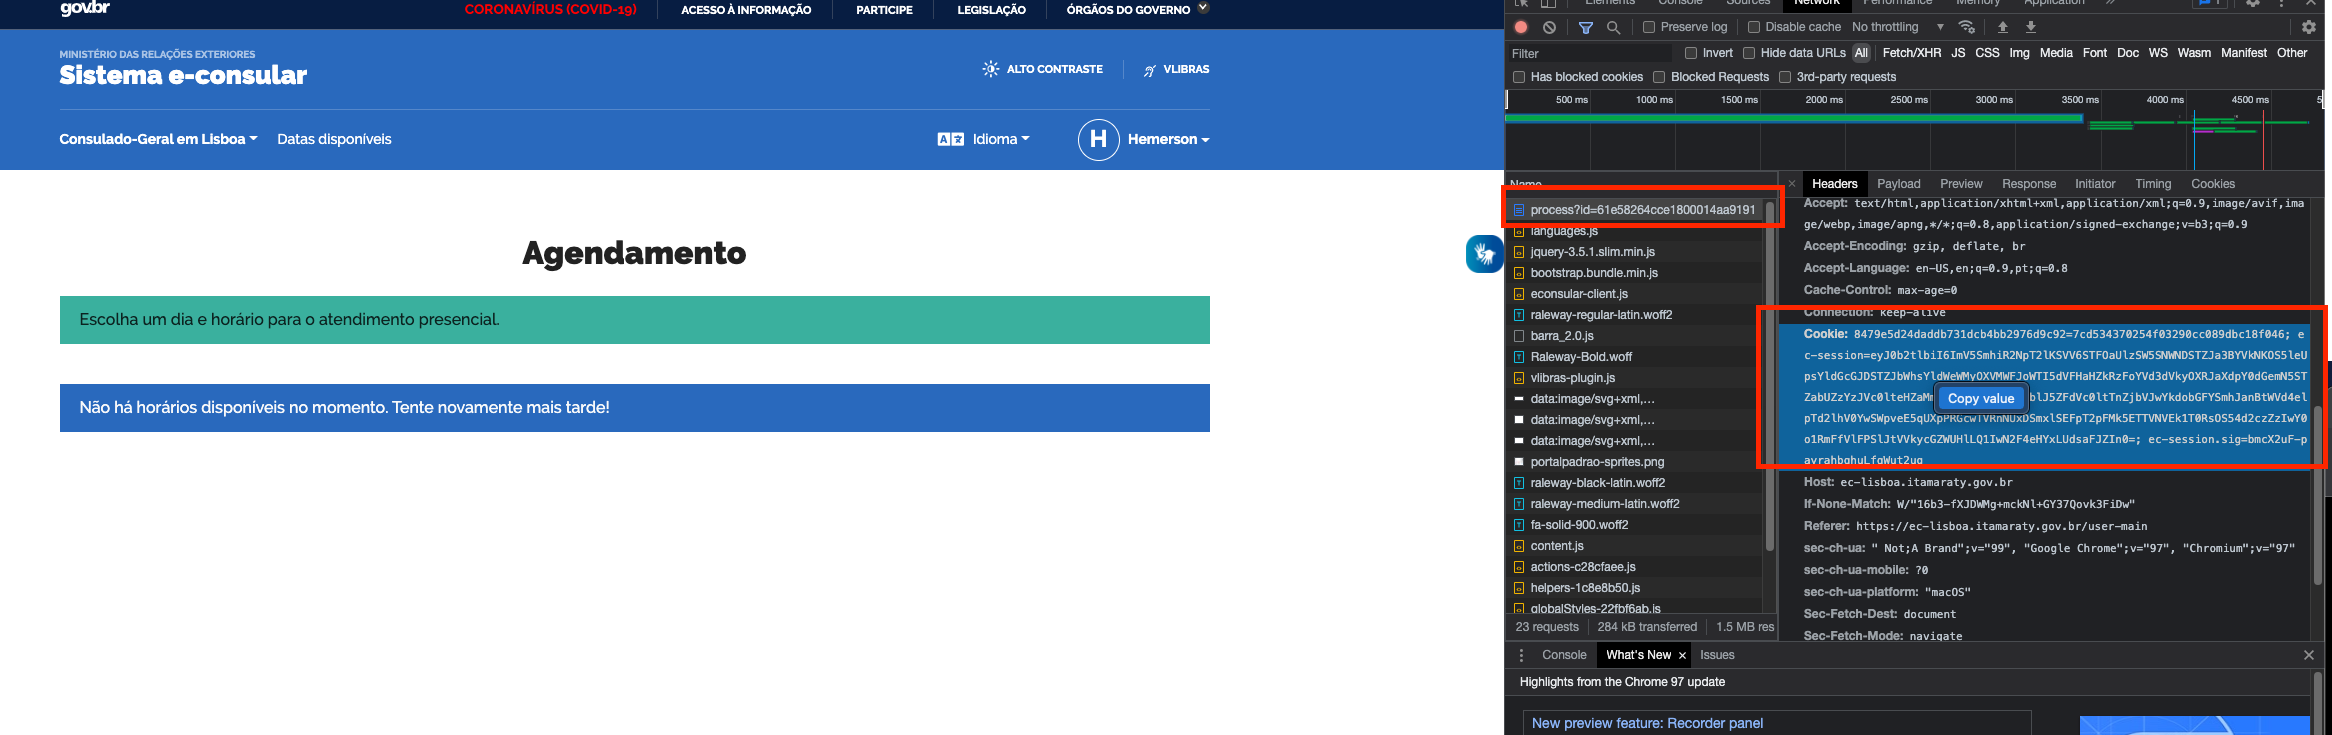 gov.br
CORONAVÍRUS (COVID-19)
ACESSO À INFORMAÇÃO
PARTICIPE
LEGISLAÇÃO
ÓRGÃOS DO GOVERNO
MINISTÉRIO DAS RELAÇÕES EXTERIORES
Sistema e-consular
ALTO CONTRASTE
VLIBRAS
Consulado-Geral em Lisboa
Datas disponíveis
Idioma
H
Hemerson
Agendamento
Escolha um dia e horário para o atendimento presencial.
Não há horários disponíveis no momento. Tente novamente mais tarde!
Elements Console Sources Network Performance Memory Application
Preserve log
Disable cache
No throttling
Filter
Invert
Hide data URLs
All
Fetch/XHR JS CSS Img Media Font Doc WS Wasm Manifest Other
Has blocked cookies
Blocked Requests
3rd-party requests
500 ms 1000 ms 1500 ms 2000 ms 2500 ms 3000 ms 3500 ms 4000 ms 4500 ms 5
Name
process?id=61e58264cce1800014aa9191
languages.js
jquery-3.5.1.slim.min.js
bootstrap.bundle.min.js
econsular-client.js
raleway-regular-latin.woff2
barra_2.0.js
Raleway-Bold.woff
vlibras-plugin.js
data:image/svg+xml,…
data:image/svg+xml,…
data:image/svg+xml,…
portalpadrao-sprites.png
raleway-black-latin.woff2
raleway-medium-latin.woff2
fa-solid-900.woff2
content.js
actions-c28cfaee.js
helpers-1c8e8b50.js
globalStyles-22fbf6ab.js
23 requests
284 kB transferred
1.5 MB res
Headers Payload Preview Response Initiator Timing Cookies
Accept: text/html,application/xhtml+xml,application/xml;q=0.9,image/avif,ima
ge/webp,image/apng,*/*;q=0.8,application/signed-exchange;v=b3;q=0.9
Accept-Encoding: gzip, deflate, br
Accept-Language: en-US,en;q=0.9,pt;q=0.8
Cache-Control: max-age=0
Connection: keep-alive
Cookie: 8479e5d24daddb731dcb4bb2976d9c92=7cd534370254f03290cc089dbc18f046; e
Copy value
Host: ec-lisboa.itamaraty.gov.br
If-None-Match: W/"16b3-fXJDWMg+mckNl+GY37Qovk3FiDw"
Referer: https://ec-lisboa.itamaraty.gov.br/user-main
sec-ch-ua: " Not;A Brand";v="99", "Google Chrome";v="97", "Chromium";v="97"
sec-ch-ua-mobile: ?0
sec-ch-ua-platform: "macOS"
Sec-Fetch-Dest: document
Sec-Fetch-Mode: navigate
Console
What's New
Issues
Highlights from the Chrome 97 update
New preview feature: Recorder panel